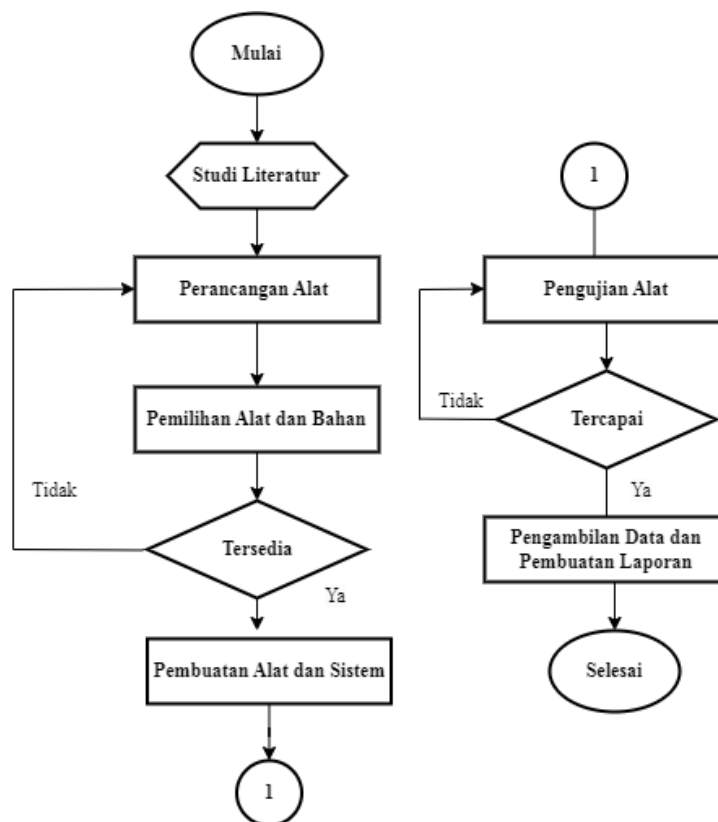 Mulai
Studi Literatur
Perancangan Alat
Pemilihan Alat dan Bahan
Tidak
Tersedia
Ya
Pembuatan Alat dan Sistem
1
1
Pengujian Alat
Tidak
Tercapai
Ya
Pengambilan Data dan
Pembuatan Laporan
Selesai